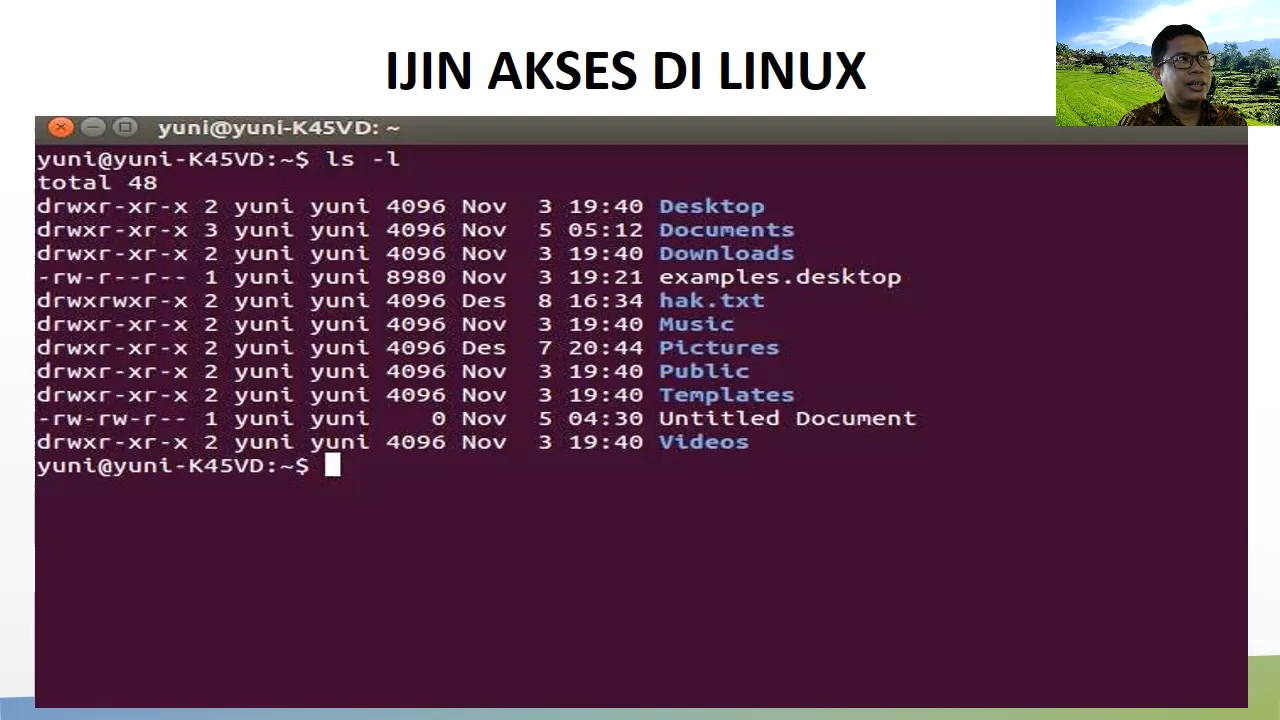 IJIN AKSES DI LINUX
yuni@yuni-K45VD: ~
yuni@yuni-K45VD:~$ ls -l
total 48
drwxr-xr-x 2 yuni yuni 4096 Nov  3 19:40 Desktop
drwxr-xr-x 3 yuni yuni 4096 Nov  5 05:12 Documents
drwxr-xr-x 2 yuni yuni 4096 Nov  3 19:40 Downloads
-rw-r--r-- 1 yuni yuni 8980 Nov  3 19:21 examples.desktop
drwxrwxr-x 2 yuni yuni 4096 Des  8 16:34 hak.txt
drwxr-xr-x 2 yuni yuni 4096 Nov  3 19:40 Music
drwxr-xr-x 2 yuni yuni 4096 Des  7 20:44 Pictures
drwxr-xr-x 2 yuni yuni 4096 Nov  3 19:40 Public
drwxr-xr-x 2 yuni yuni 4096 Nov  3 19:40 Templates
-rw-rw-r-- 1 yuni yuni    0 Nov  5 04:30 Untitled Document
drwxr-xr-x 2 yuni yuni 4096 Nov  3 19:40 Videos
yuni@yuni-K45VD:~$